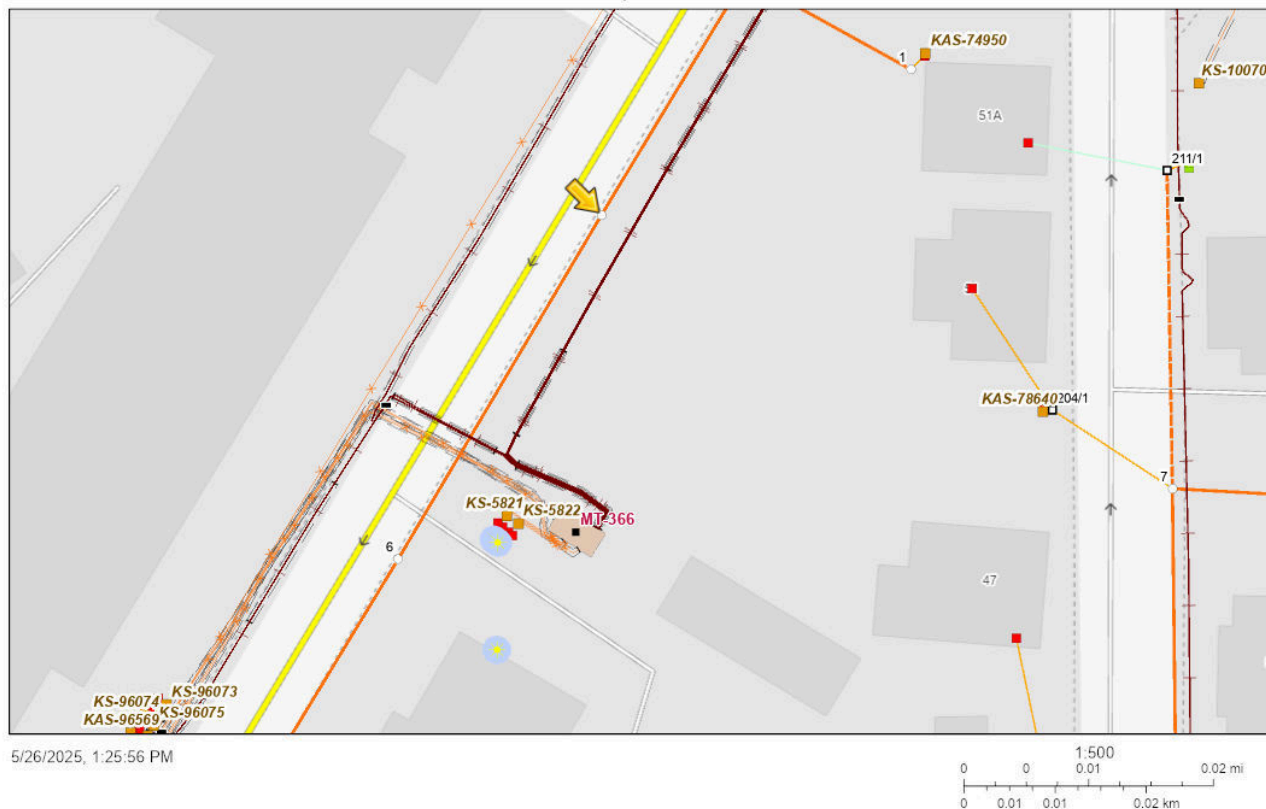 KAS-74950
1
KS-10070
51A
211/1
KAS-78640
204/1
7
KS-5821
KS-5822
MT-366
6
47
KS-96073
KS-96074
KS-96075
KAS-96569
5/26/2025, 1:25:56 PM
1:500
0 0 0.01 0.02 mi
0 0.01 0.01 0.02 km